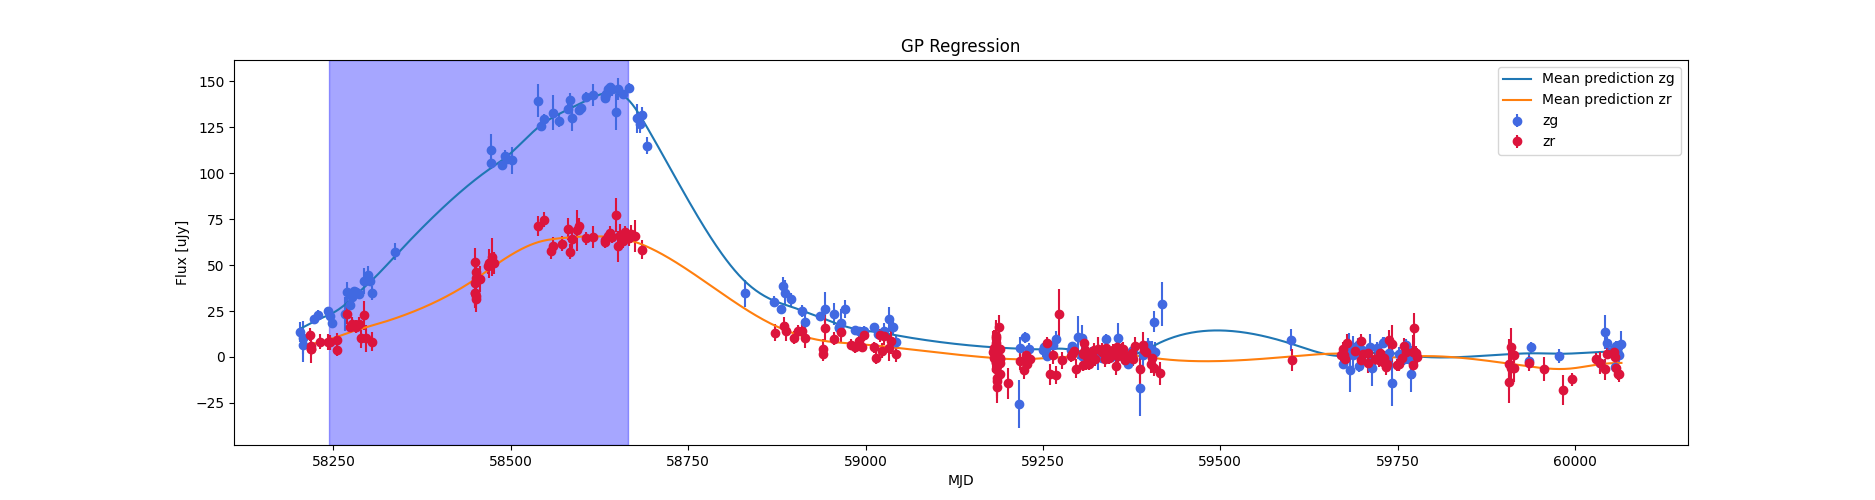 GP Regression
150
125
100
75
50
25
0
−25
Flux [uJy]
Mean prediction zg
Mean prediction zr
zg
zr
58250 58500 58750 59000 59250 59500 59750 60000
MJD